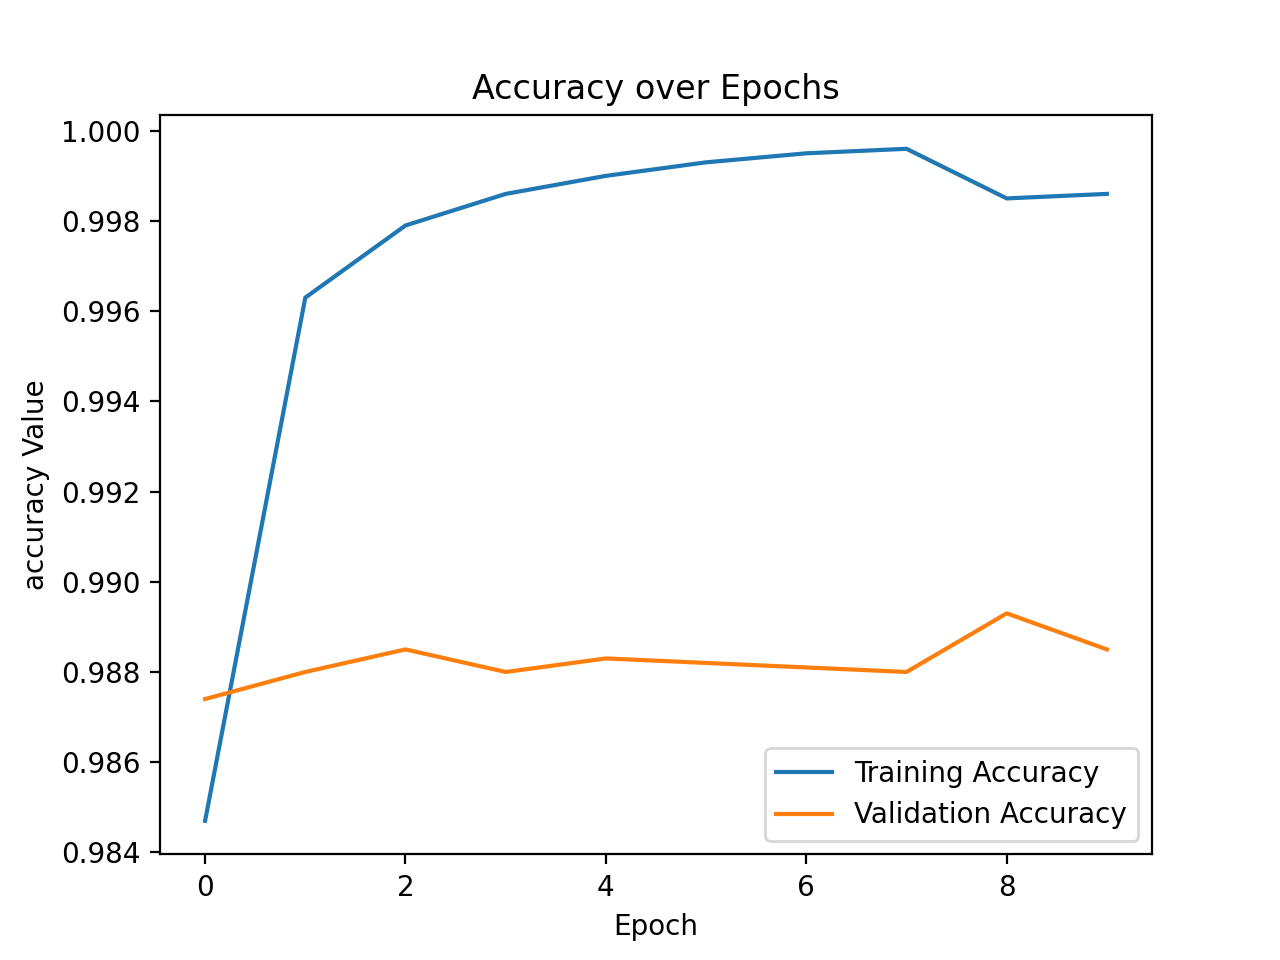 Accuracy over Epochs
accuracy Value
1.000
0.998
0.996
0.994
0.992
0.990
0.988
0.986
0.984
Training Accuracy
Validation Accuracy
0 2 4 6 8
Epoch